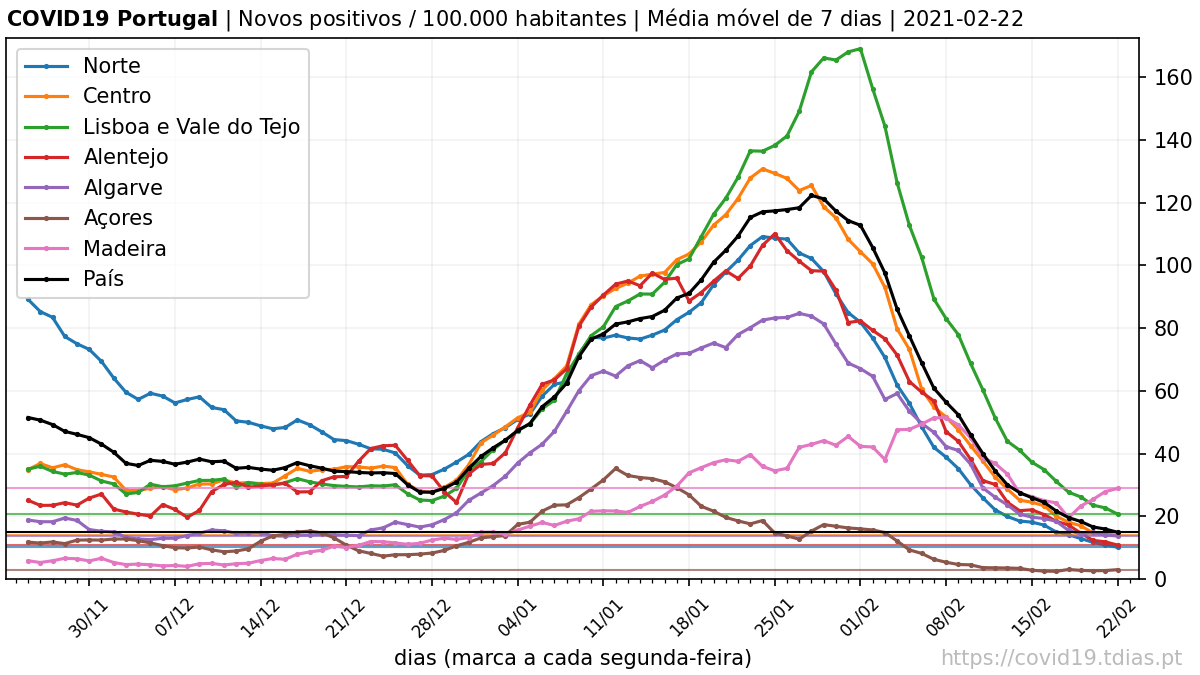 COVID19 Portugal | Novos positivos / 100.000 habitantes | Média móvel de 7 dias | 2021-02-22
Norte
Centro
Lisboa e Vale do Tejo
Alentejo
Algarve
Açores
Madeira
País
160
140
120
100
80
60
40
20
0
30/11
07/12
14/12
21/12
28/12
04/01
11/01
18/01
25/01
01/02
08/02
15/02
22/02
dias (marca a cada segunda-feira)
https://covid19.tdias.pt